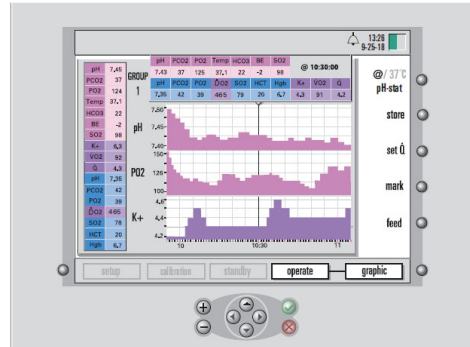 13:26
9-25-18
pH PCO2 PO2 Temp HCO3 BE SO2
7.43 37 125 37.1 22 -2 98 @ 10:30:00
pH PCO2 PO2 ḊO2 SO2 HCT Hgb K+ VO2 Q̇
7.35 42 39 465 79 20 6.7 4.3 91 4.2
pH 7.45
PCO2 37
PO2 124
Temp 37.1
HCO3 22
BE -2
SO2 98
K+ 4.3
VO2 92
Q̇ 4.3
pH 7.35
PCO2 42
PO2 39
ḊO2 465
SO2 78
HCT 20
Hgb 6.7
GROUP
1
pH
7.50-
7.45-
7.40-
PO2
150-
126-
100-
K+
4.6-
4.4-
4.2-
10 10:30 11
@/ 37°C
pH-stat
store
set Q̇
mark
feed
setup calibration standby operate graphic